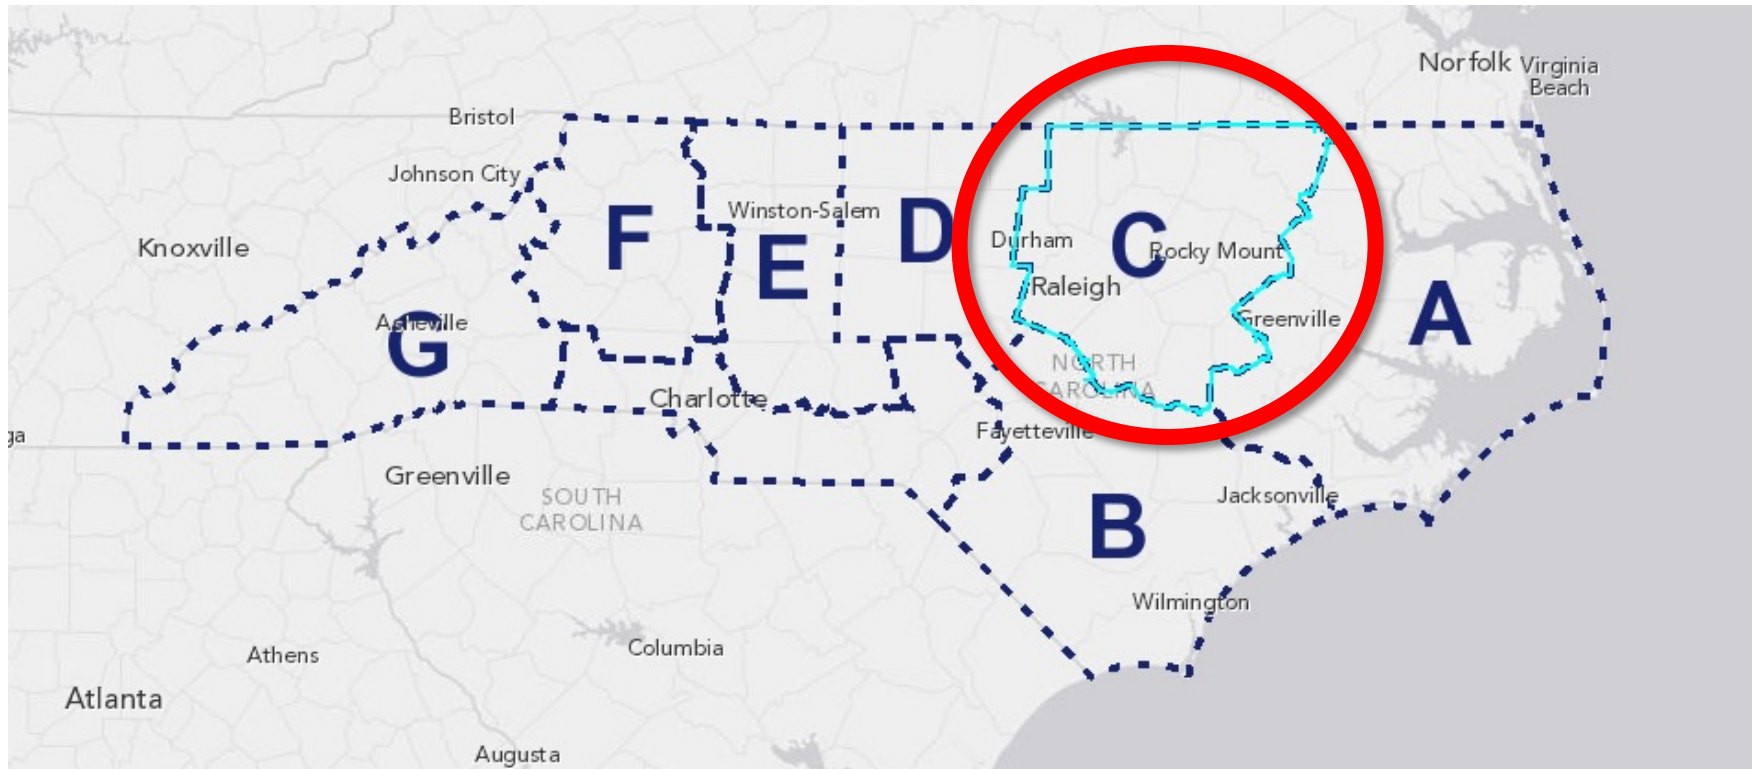 Norfolk
Virginia
Beach
Bristol
Johnson City
Knoxville
F
Winston-Salem
E
D
Durham
C
Rocky Mount
Raleigh
Greenville
A
Asheville
G
NORTH
CAROLINA
Charlotte
Fayetteville
ga
Greenville
SOUTH
CAROLINA
Jacksonville
B
Wilmington
Athens
Columbia
Atlanta
Augusta